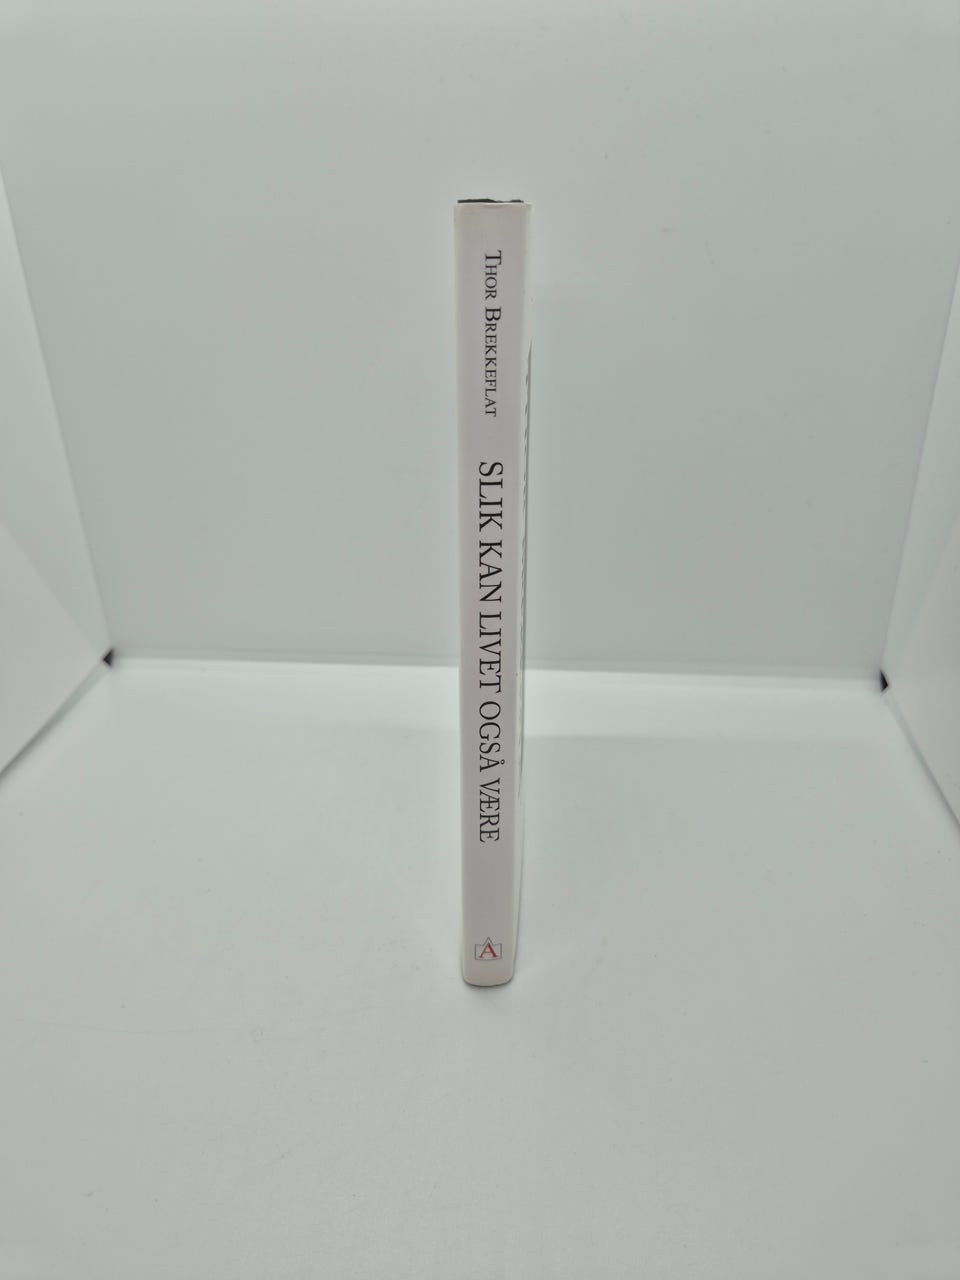 THOR BREKKEFLAT
SLIK KAN LIVET OGSÅ VÆRE
A